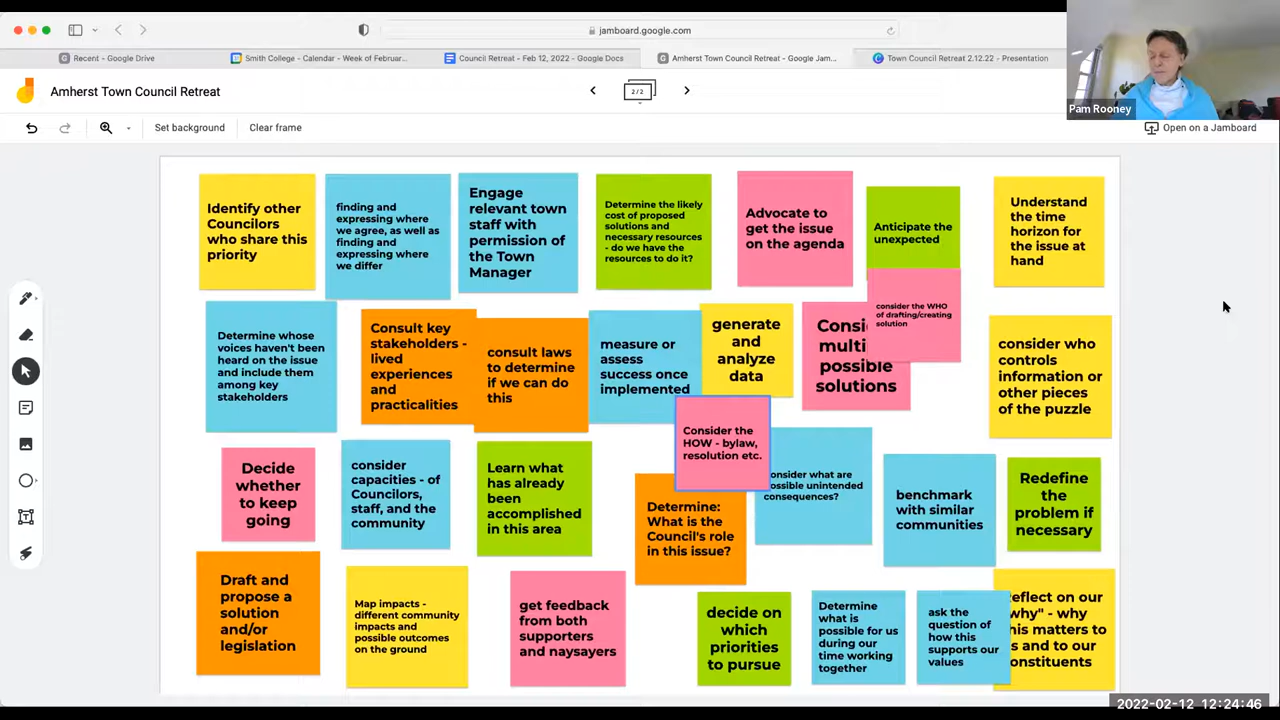 jamboard.google.com
Recent - Google Drive
Smith College - Calendar - Week of Februar...
Council Retreat - Feb 12, 2022 - Google Docs
Amherst Town Council Retreat - Google Jam...
Town Council Retreat 2.12.22 - Presentation
Pam Rooney
Amherst Town Council Retreat
2 / 2
Set background
Clear frame
Open on a Jamboard
Identify other
Councilors
who share this
priority
finding and
expressing where
we agree, as well as
finding and
expressing where
we differ
Engage
relevant town
staff with
permission of
the Town
Manager
Determine the likely
cost of proposed
solutions and
necessary resources
- do we have the
resources to do it?
Advocate to
get the issue
on the agenda
Anticipate the
unexpected
Understand
the time
horizon for
the issue at
hand
Determine whose
voices haven't been
heard on the issue
and include them
among key
stakeholders
Consult key
stakeholders -
lived
experiences
and
practicalities
consult laws
to determine
if we can do
this
measure or
assess
success once
implemented
generate
and
analyze
data
possible
solutions
consider the WHO
of drafting/creating
solution
consider who
controls
information or
other pieces
of the puzzle
Decide
whether
to keep
going
consider
capacities - of
Councilors,
staff, and the
community
Learn what
has already
been
accomplished
in this area
Consider the
HOW - bylaw,
resolution etc.
Determine:
What is the
Council's role
in this issue?
what are
unintended
consequences?
benchmark
with similar
communities
Redefine
the
problem if
necessary
Draft and
propose a
solution
and/or
legislation
Map impacts -
different community
impacts and
possible outcomes
on the ground
get feedback
from both
supporters
and naysayers
decide on
which
priorities
to pursue
Determine
what is
possible for us
during our
time working
together
ask the
question of
how this
supports our
values
on our
why" - why
matters to
and to our
2022-02-12 12:24:46